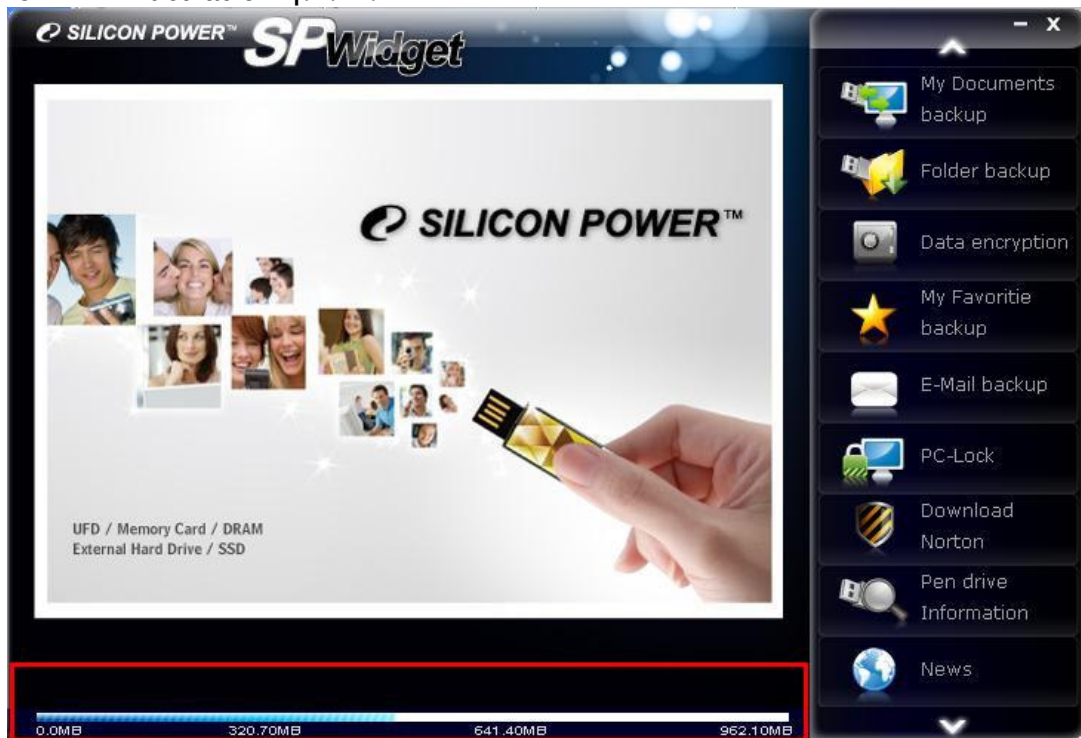 SILICON POWER™ SPWidget
– X
SILICON POWER™
UFD / Memory Card / DRAM
External Hard Drive / SSD
0.0MB 320.70MB 641.40MB 962.10MB
My Documents
backup
Folder backup
Data encryption
My Favoritie
backup
E-Mail backup
PC-Lock
Download
Norton
Pen drive
Information
News